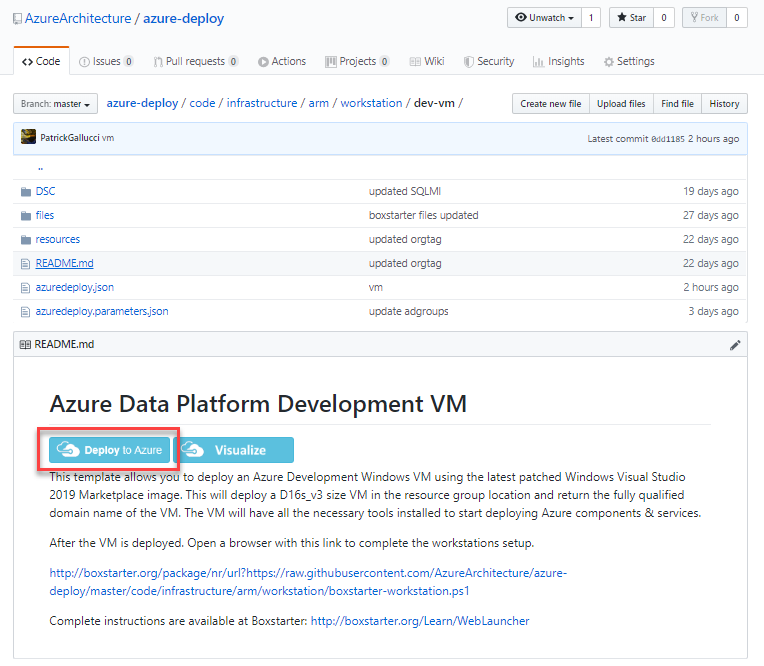 AzureArchitecture / azure-deploy
Unwatch 1 Star 0 Fork 0
Code Issues 0 Pull requests 0 Actions Projects 0 Wiki Security Insights Settings
Branch: master azure-deploy / code / infrastructure / arm / workstation / dev-vm / Create new file Upload files Find file History
PatrickGallucci vm Latest commit 0dd1185 2 hours ago
..
DSC updated SQLMI 19 days ago
files boxstarter files updated 27 days ago
resources updated orgtag 22 days ago
README.md updated orgtag 22 days ago
azuredeploy.json vm 2 hours ago
azuredeploy.parameters.json update adgroups 3 days ago
README.md
Azure Data Platform Development VM
Deploy to Azure Visualize
This template allows you to deploy an Azure Development Windows VM using the latest patched Windows Visual Studio
2019 Marketplace image. This will deploy a D16s_v3 size VM in the resource group location and return the fully qualified
domain name of the VM. The VM will have all the necessary tools installed to start deploying Azure components & services.
After the VM is deployed. Open a browser with this link to complete the workstations setup.
http://boxstarter.org/package/nr/url?https://raw.githubusercontent.com/AzureArchitecture/azure-
deploy/master/code/infrastructure/arm/workstation/boxstarter-workstation.ps1
Complete instructions are available at Boxstarter: http://boxstarter.org/Learn/WebLauncher